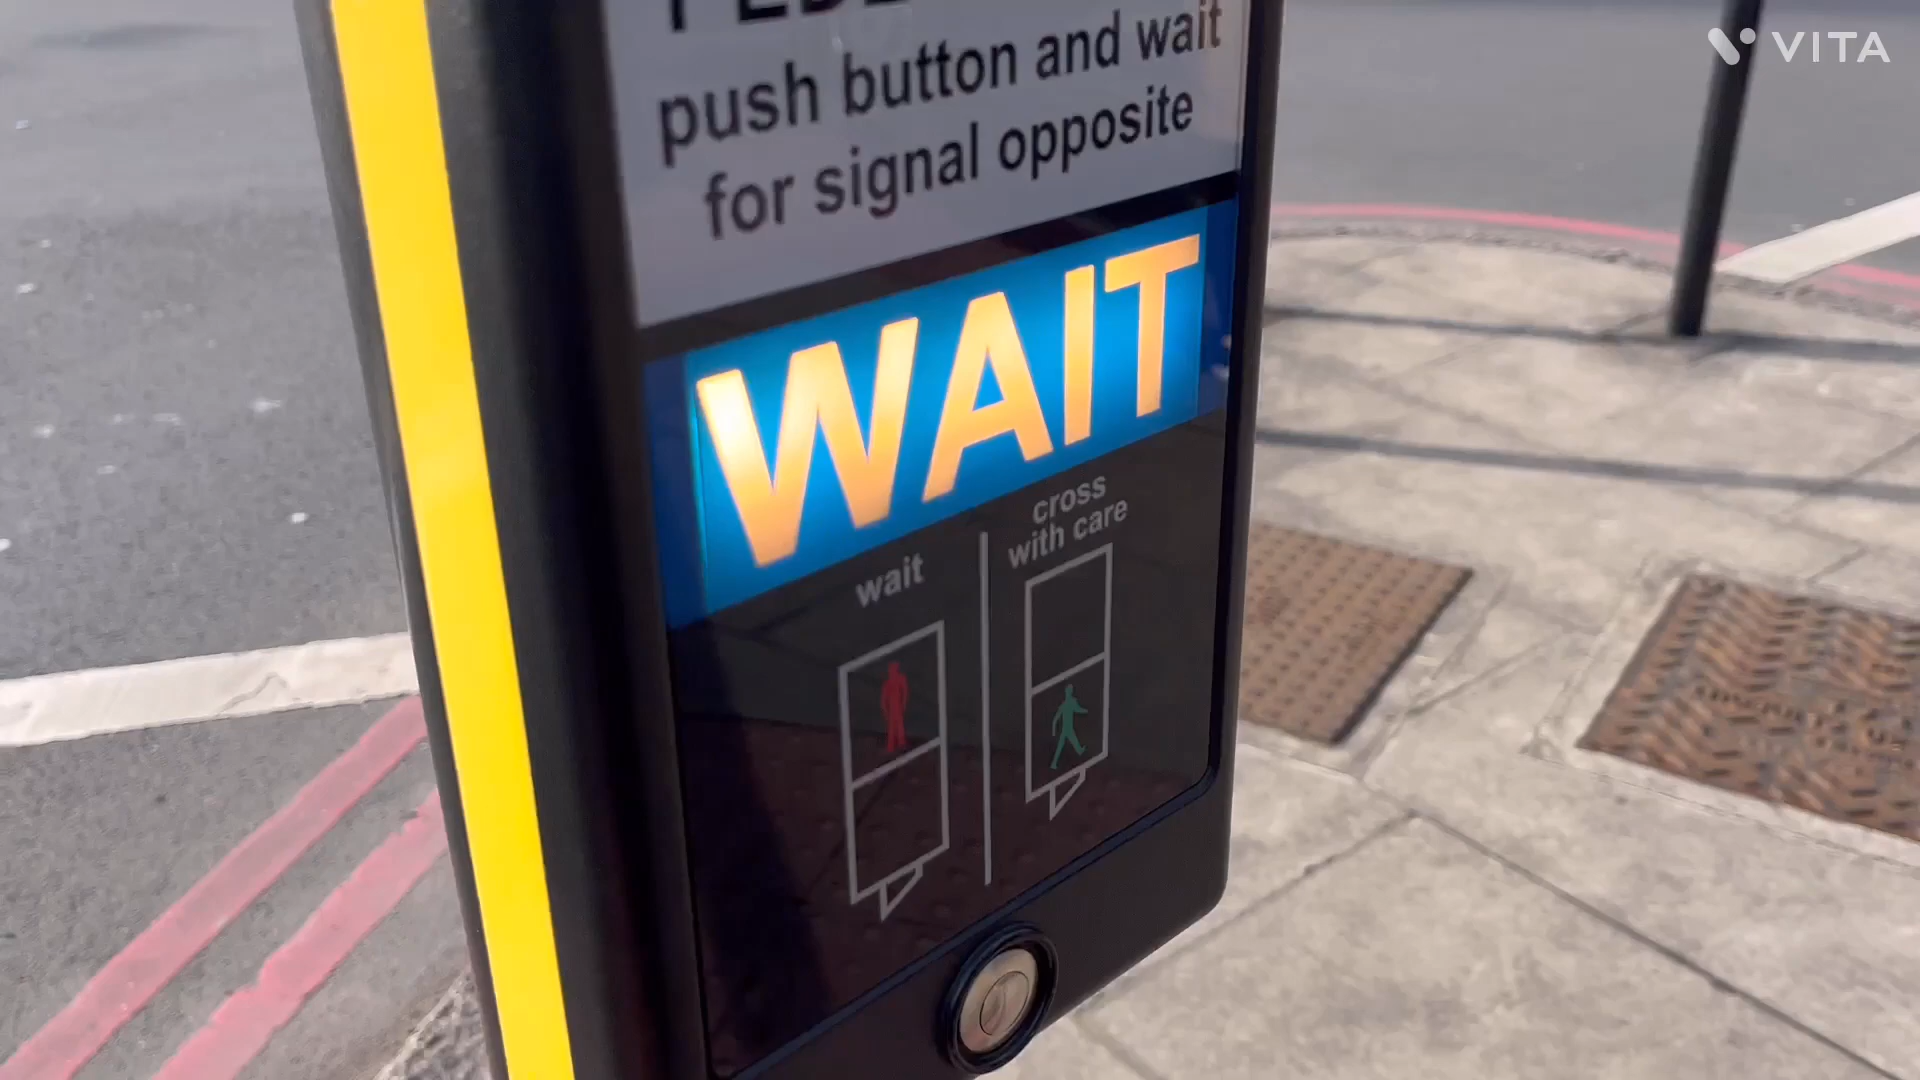 VITA
push button and wait
for signal opposite
WAIT
wait
cross
with care